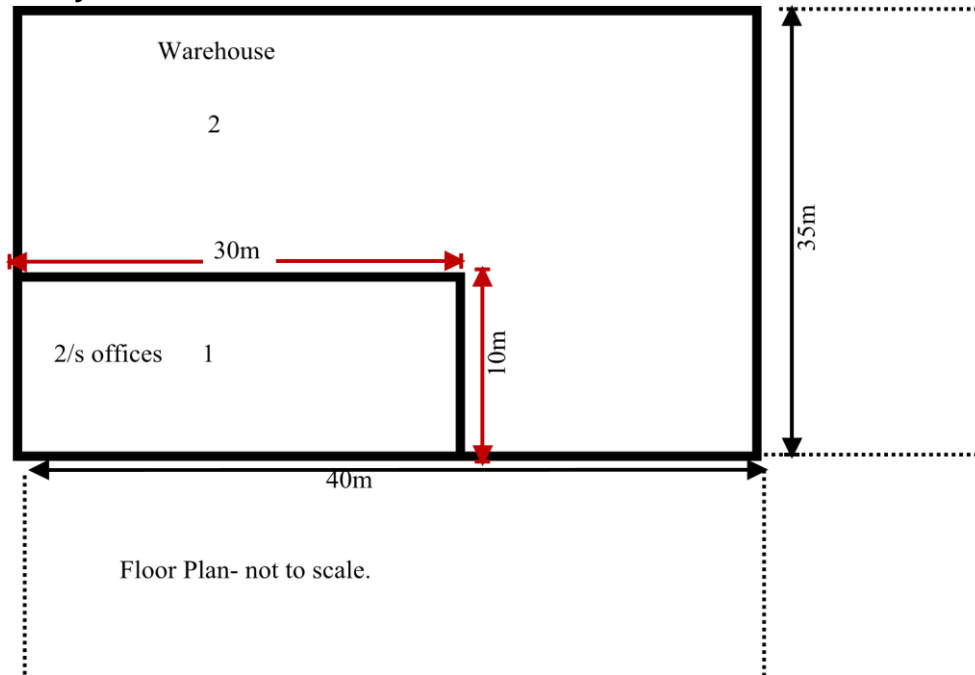 Warehouse
2
30m
35m
2/s offices 1
10m
40m
Floor Plan- not to scale.